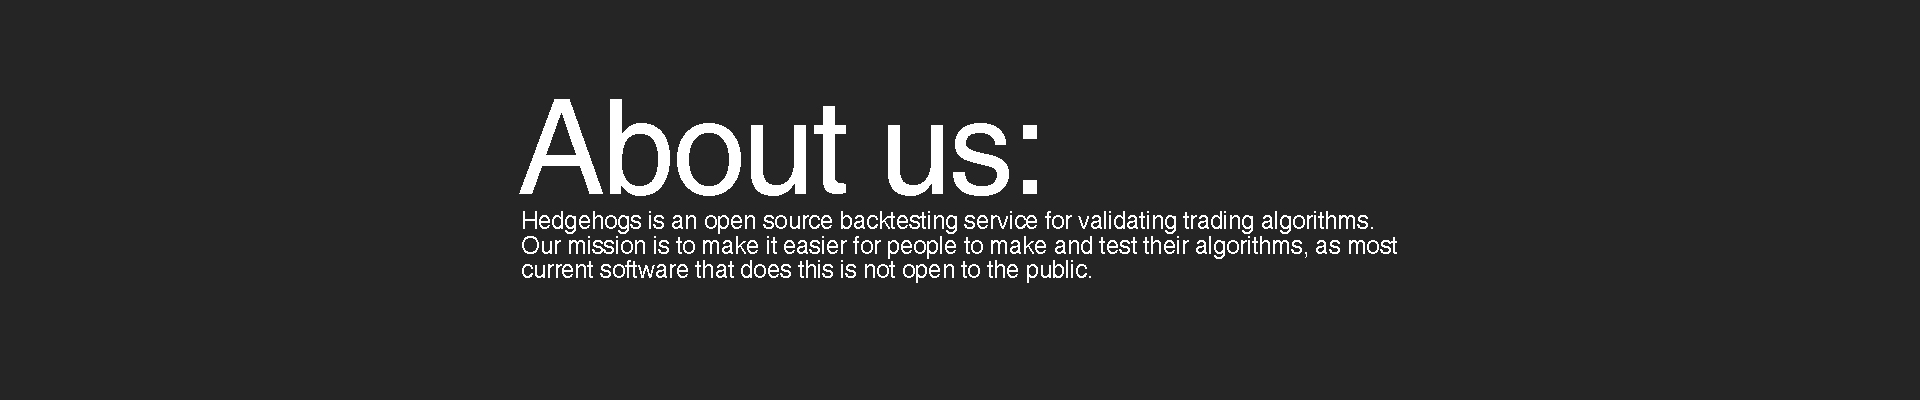 About us:
Hedgehogs is an open source backtesting service for validating trading algorithms.
Our mission is to make it easier for people to make and test their algorithms, as most
current software that does this is not open to the public.